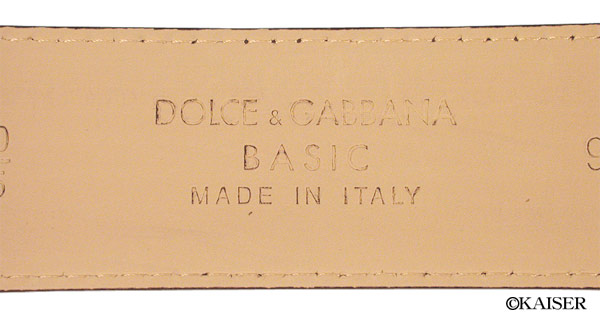 DOLCE & GABBANA
BASIC
MADE IN ITALY
©KAISER